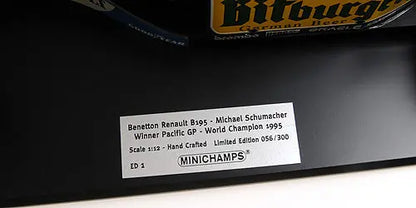 Bitburger
German Beer
GOODYEAR
Benetton Renault B195 - Michael Schumacher
Winner Pacific GP - World Champion 1995
Scale 1:12 - Hand Crafted Limited Edition 056/300
ED 1
MINICHAMPS®